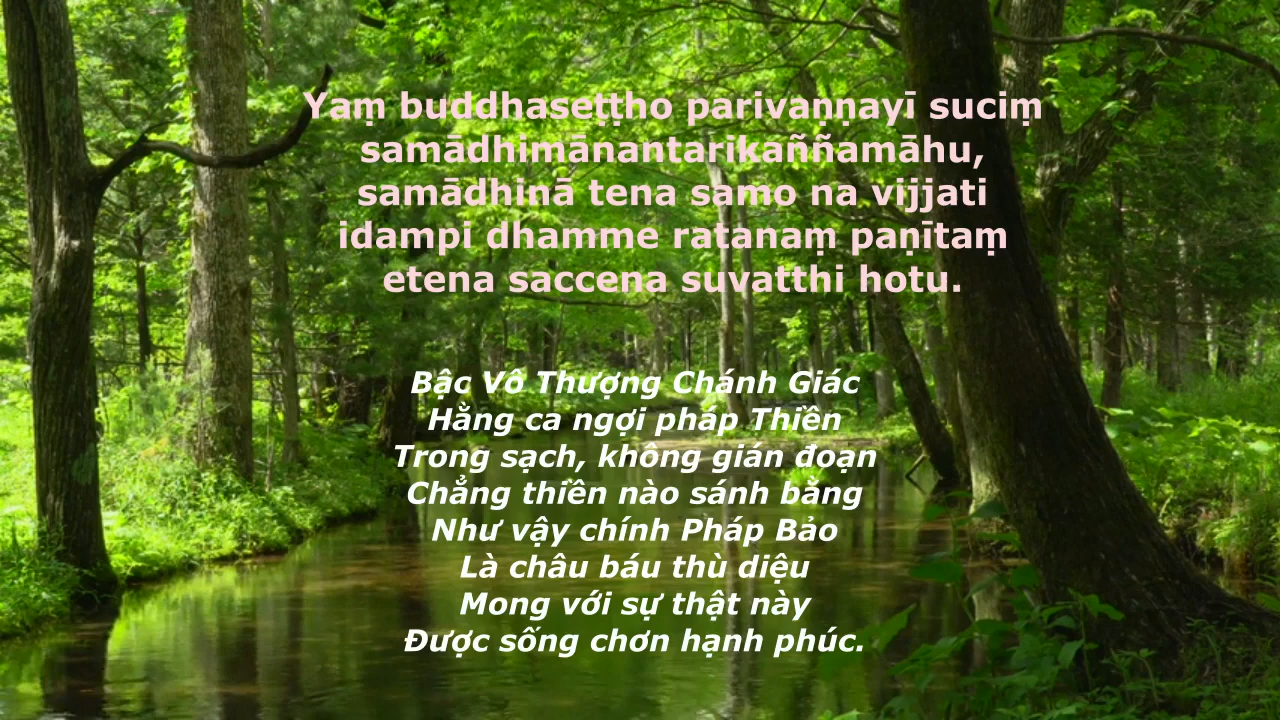 Yaṃ buddhaseṭṭho parivaṇṇayī suciṃ
samādhimānantarikaññamāhu,
samādhinā tena samo na vijjati
idampi dhamme ratanaṃ paṇītaṃ
etena saccena suvatthi hotu.
Bậc Vô Thượng Chánh Giác
Hằng ca ngợi pháp Thiền
Trong sạch, không gián đoạn
Chẳng thiền nào sánh bằng
Như vậy chính Pháp Bảo
Là châu báu thù diệu
Mong với sự thật này
Được sống chơn hạnh phúc.